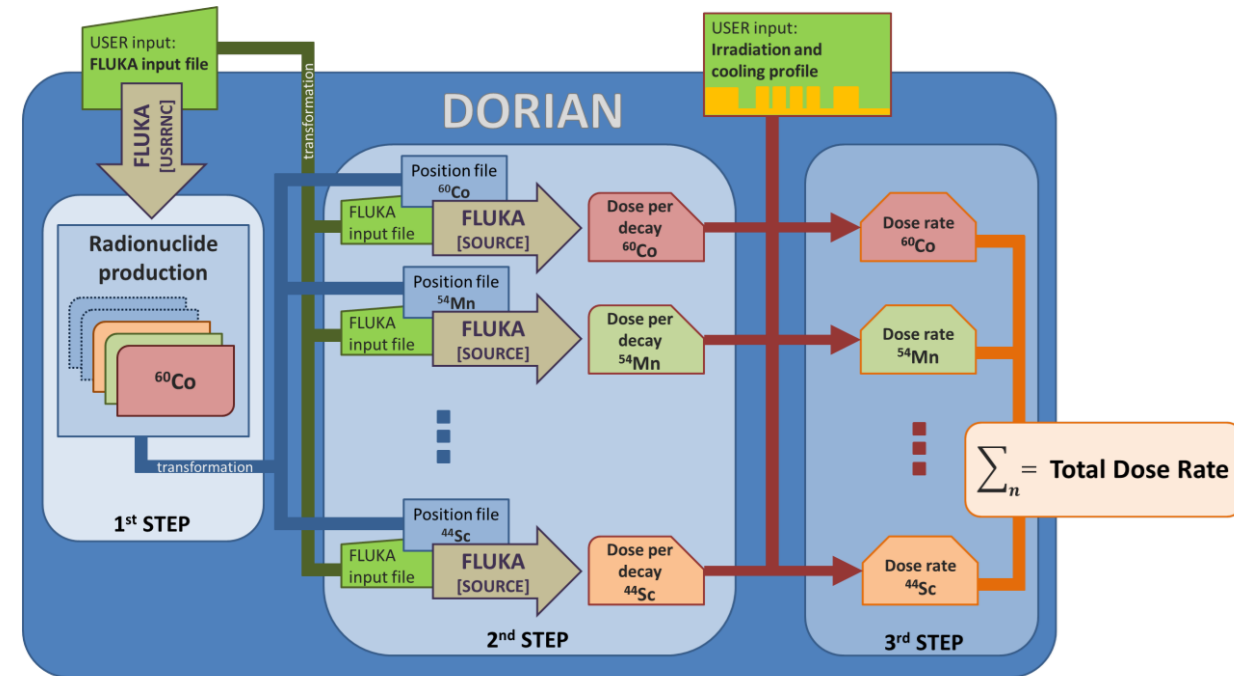 USER input:
FLUKA input file
USER input:
Irradiation and
cooling profile
DORIAN
FLUKA
[USRRNC]
transformation
Radionuclide
production
⁶⁰Co
transformation
1ˢᵗ STEP
Position file
⁶⁰Co
FLUKA
input file
FLUKA
[SOURCE]
Dose per
decay
⁶⁰Co
Position file
⁵⁴Mn
FLUKA
input file
FLUKA
[SOURCE]
Dose per
decay
⁵⁴Mn
Position file
⁴⁴Sc
FLUKA
input file
FLUKA
[SOURCE]
Dose per
decay
⁴⁴Sc
2ⁿᵈ STEP
Dose rate
⁶⁰Co
Dose rate
⁵⁴Mn
Dose rate
⁴⁴Sc
3ʳᵈ STEP
∑ₙ= Total Dose Rate